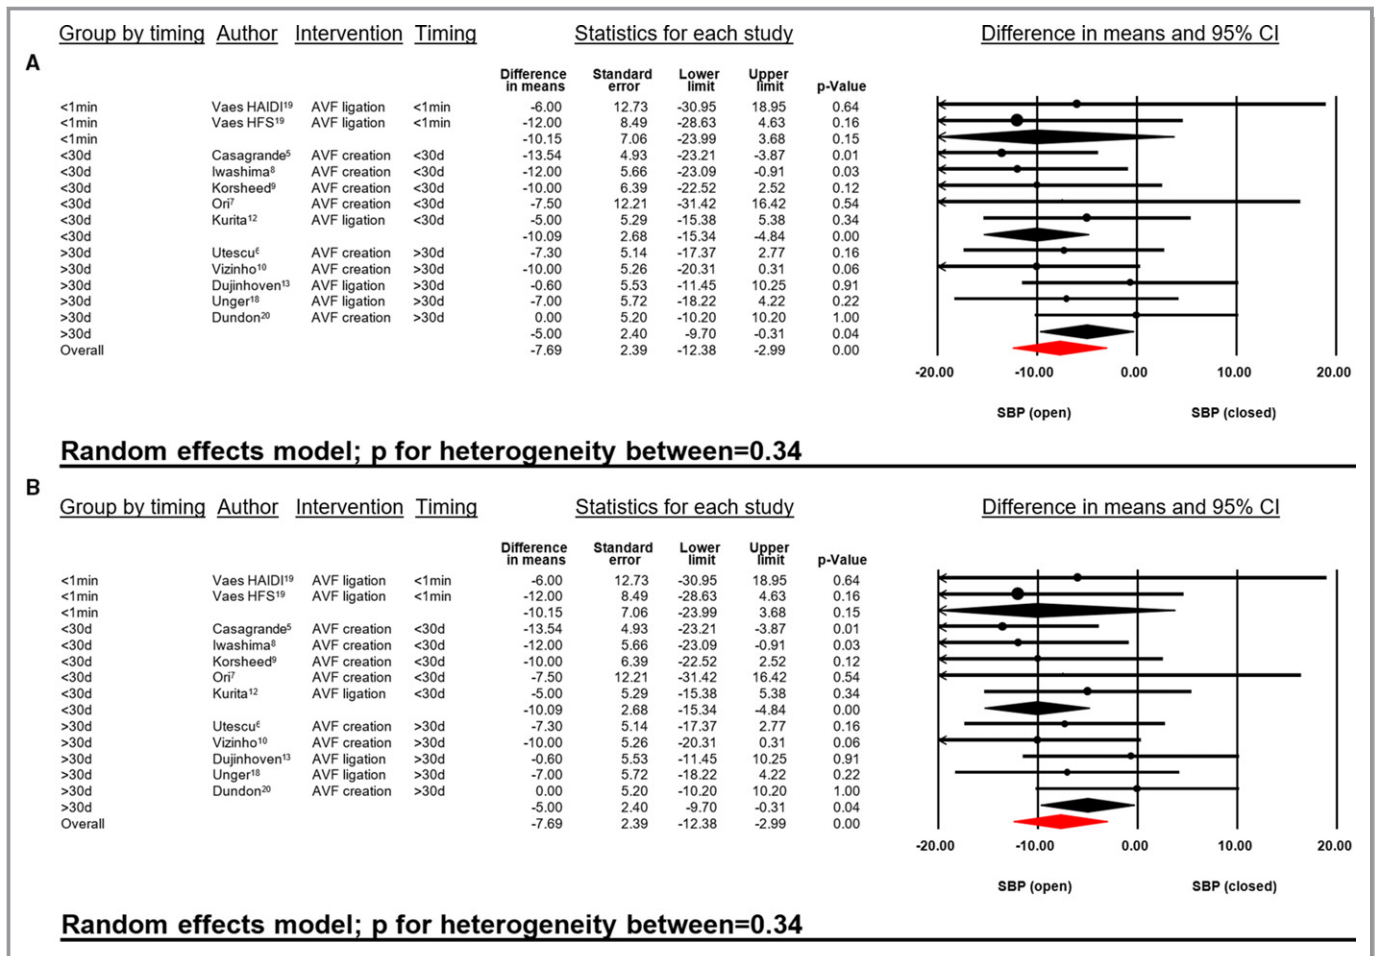 Group by timing Author Intervention Timing Statistics for each study Difference in means and 95% CI
A
Difference in means Standard error Lower limit Upper limit p-Value
<1min Vaes HAIDI¹⁹ AVF ligation <1min -6.00 12.73 -30.95 18.95 0.64
<1min Vaes HFS¹⁹ AVF ligation <1min -12.00 8.49 -28.63 4.63 0.16
<1min -10.15 7.06 -23.99 3.68 0.15
<30d Casagrande⁵ AVF creation <30d -13.54 4.93 -23.21 -3.87 0.01
<30d Iwashima⁸ AVF creation <30d -12.00 5.66 -23.09 -0.91 0.03
<30d Korsheed⁹ AVF creation <30d -10.00 6.39 -22.52 2.52 0.12
<30d Ori⁷ AVF creation <30d -7.50 12.21 -31.42 16.42 0.54
<30d Kurita¹² AVF ligation <30d -5.00 5.29 -15.38 5.38 0.34
<30d -10.09 2.68 -15.34 -4.84 0.00
>30d Utescu⁶ AVF creation >30d -7.30 5.14 -17.37 2.77 0.16
>30d Vizinho¹⁰ AVF creation >30d -10.00 5.26 -20.31 0.31 0.06
>30d Dujinhoven¹³ AVF ligation >30d -0.60 5.53 -11.45 10.25 0.91
>30d Unger¹⁸ AVF ligation >30d -7.00 5.72 -18.22 4.22 0.22
>30d Dundon²⁰ AVF creation >30d 0.00 5.20 -10.20 10.20 1.00
>30d -5.00 2.40 -9.70 -0.31 0.04
Overall -7.69 2.39 -12.38 -2.99 0.00
-20.00 -10.00 0.00 10.00 20.00
SBP (open) SBP (closed)
Random effects model; p for heterogeneity between=0.34
B
Group by timing Author Intervention Timing Statistics for each study Difference in means and 95% CI
Difference in means Standard error Lower limit Upper limit p-Value
<1min Vaes HAIDI¹⁹ AVF ligation <1min -6.00 12.73 -30.95 18.95 0.64
<1min Vaes HFS¹⁹ AVF ligation <1min -12.00 8.49 -28.63 4.63 0.16
<1min -10.15 7.06 -23.99 3.68 0.15
<30d Casagrande⁵ AVF creation <30d -13.54 4.93 -23.21 -3.87 0.01
<30d Iwashima⁸ AVF creation <30d -12.00 5.66 -23.09 -0.91 0.03
<30d Korsheed⁹ AVF creation <30d -10.00 6.39 -22.52 2.52 0.12
<30d Ori⁷ AVF creation <30d -7.50 12.21 -31.42 16.42 0.54
<30d Kurita¹² AVF ligation <30d -5.00 5.29 -15.38 5.38 0.34
<30d -10.09 2.68 -15.34 -4.84 0.00
>30d Utescu⁶ AVF creation >30d -7.30 5.14 -17.37 2.77 0.16
>30d Vizinho¹⁰ AVF creation >30d -10.00 5.26 -20.31 0.31 0.06
>30d Dujinhoven¹³ AVF ligation >30d -0.60 5.53 -11.45 10.25 0.91
>30d Unger¹⁸ AVF ligation >30d -7.00 5.72 -18.22 4.22 0.22
>30d Dundon²⁰ AVF creation >30d 0.00 5.20 -10.20 10.20 1.00
>30d -5.00 2.40 -9.70 -0.31 0.04
Overall -7.69 2.39 -12.38 -2.99 0.00
-20.00 -10.00 0.00 10.00 20.00
SBP (open) SBP (closed)
Random effects model; p for heterogeneity between=0.34